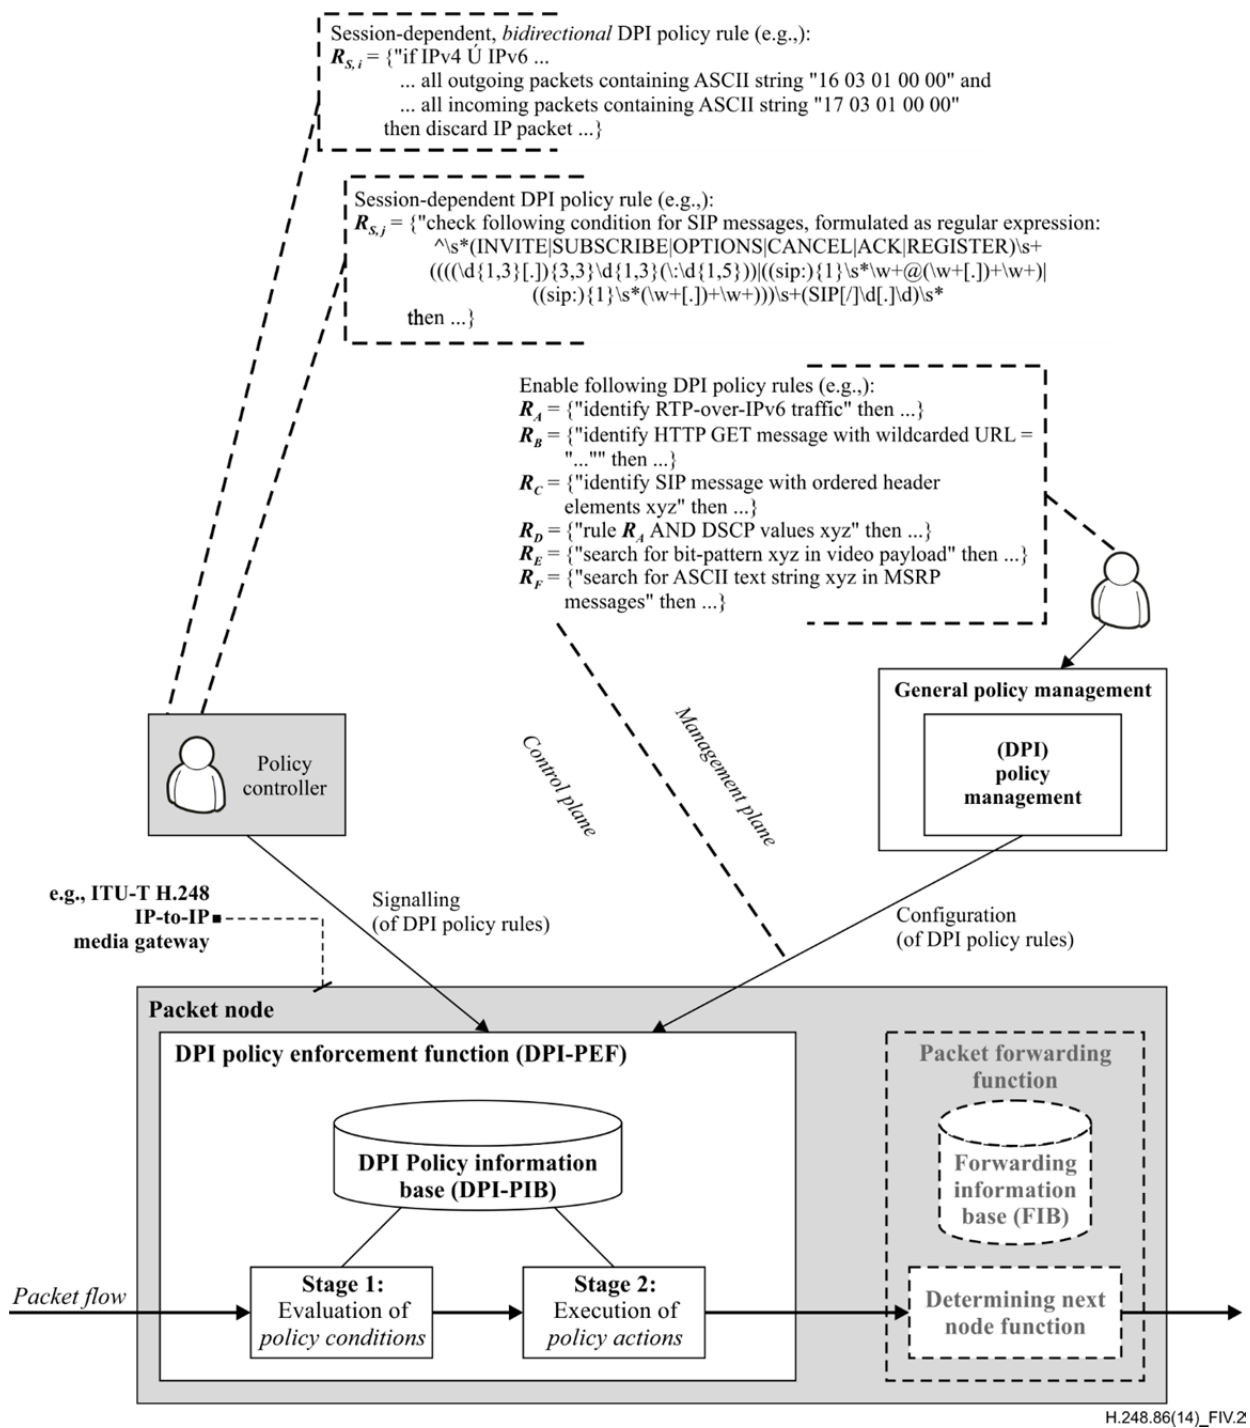 Session-dependent, bidirectional DPI policy rule (e.g.,):
R_S,i = {"if IPv4 Ú IPv6 ...
... all outgoing packets containing ASCII string "16 03 01 00 00" and
... all incoming packets containing ASCII string "17 03 01 00 00"
then discard IP packet ...}
Session-dependent DPI policy rule (e.g.,):
R_S,j = {"check following condition for SIP messages, formulated as regular expression:
^\s*(INVITE|SUBSCRIBE|OPTIONS|CANCEL|ACK|REGISTER)\s+
((((\d{1,3}[.]){3,3}\d{1,3}(\:\d{1,5}))|((sip:){1}\s*\w+@(\w+[.])+\w+)|
((sip:){1}\s*(\w+[.])+\w+)))\s+(SIP[/]\d[.]\d)\s*
then ...}
Enable following DPI policy rules (e.g.,):
R_A = {"identify RTP-over-IPv6 traffic" then ...}
R_B = {"identify HTTP GET message with wildcarded URL =
"..."" then ...}
R_C = {"identify SIP message with ordered header
elements xyz" then ...}
R_D = {"rule R_A AND DSCP values xyz" then ...}
R_E = {"search for bit-pattern xyz in video payload" then ...}
R_F = {"search for ASCII text string xyz in MSRP
messages" then ...}
General policy management
(DPI)
policy
management
Policy
controller
Control plane
Management plane
e.g., ITU-T H.248
IP-to-IP
media gateway
Signalling
(of DPI policy rules)
Configuration
(of DPI policy rules)
Packet node
DPI policy enforcement function (DPI-PEF)
Packet forwarding
function
DPI Policy information
base (DPI-PIB)
Forwarding
information
base (FIB)
Packet flow
Stage 1:
Evaluation of
policy conditions
Stage 2:
Execution of
policy actions
Determining next
node function
H.248.86(14)_FIV.2